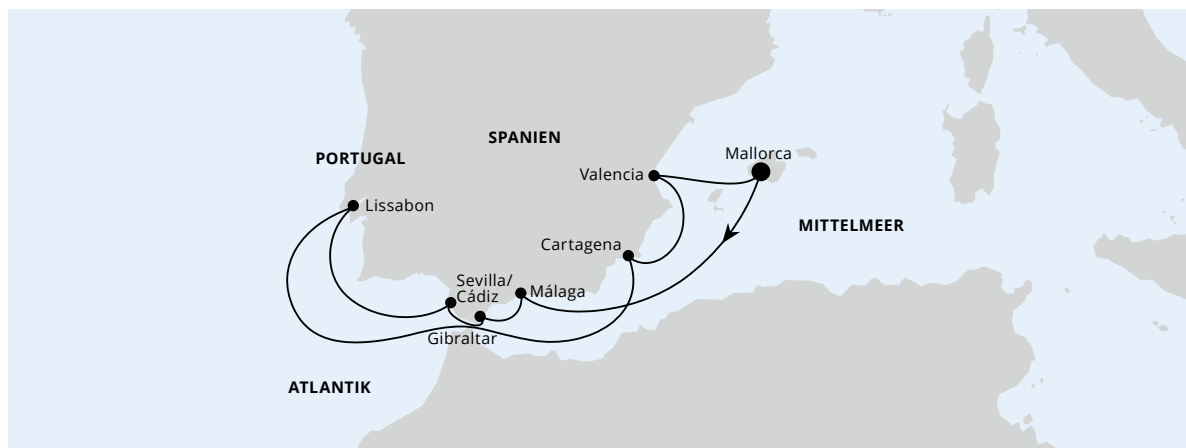 SPANIEN
PORTUGAL
Mallorca
Valencia
Lissabon
MITTELMEER
Cartagena
Sevilla/
Cádiz
Málaga
Gibraltar
ATLANTIK